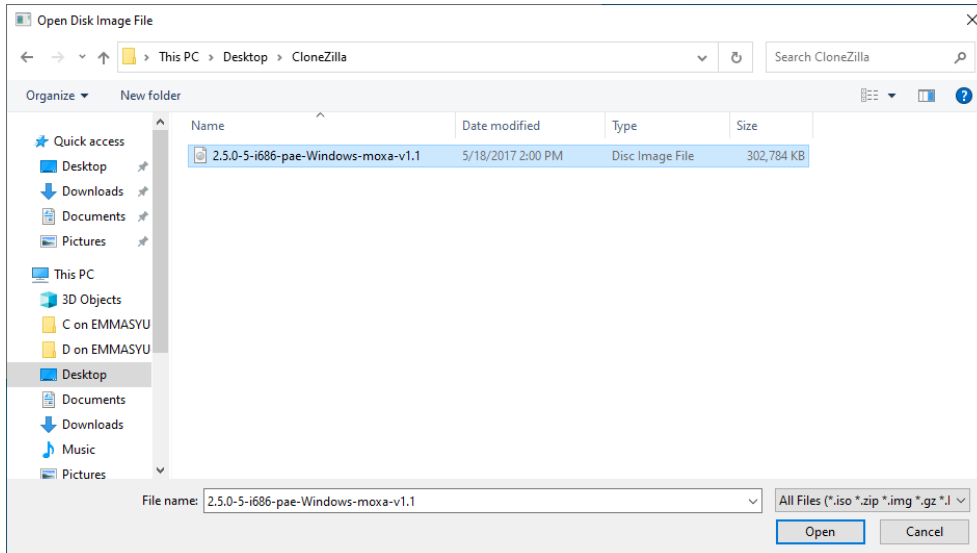 Open Disk Image File
This PC > Desktop > CloneZilla
Search CloneZilla
Organize
New folder
Name
Date modified
Type
Size
2.5.0-5-i686-pae-Windows-moxa-v1.1
5/18/2017 2:00 PM
Disc Image File
302,784 KB
Quick access
Desktop
Downloads
Documents
Pictures
This PC
3D Objects
C on EMMASYU
D on EMMASYU
Desktop
Documents
Downloads
Music
Pictures
File name:
2.5.0-5-i686-pae-Windows-moxa-v1.1
All Files (*.iso *.zip *.img *.gz *.l
Open
Cancel